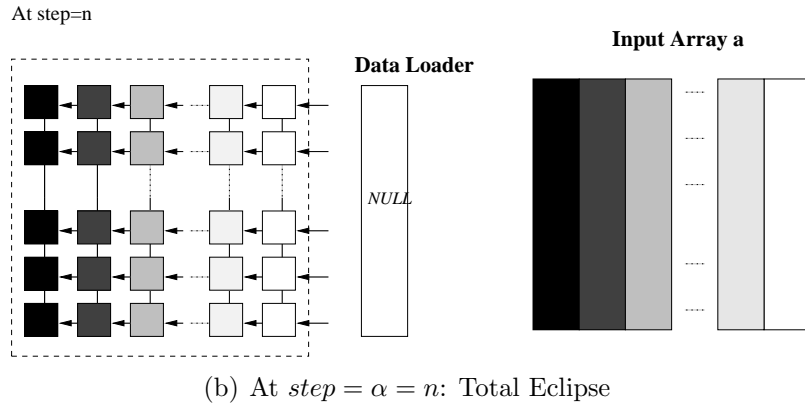 At step=n
Input Array a
Data Loader
NULL
(b) At step = α = n: Total Eclipse